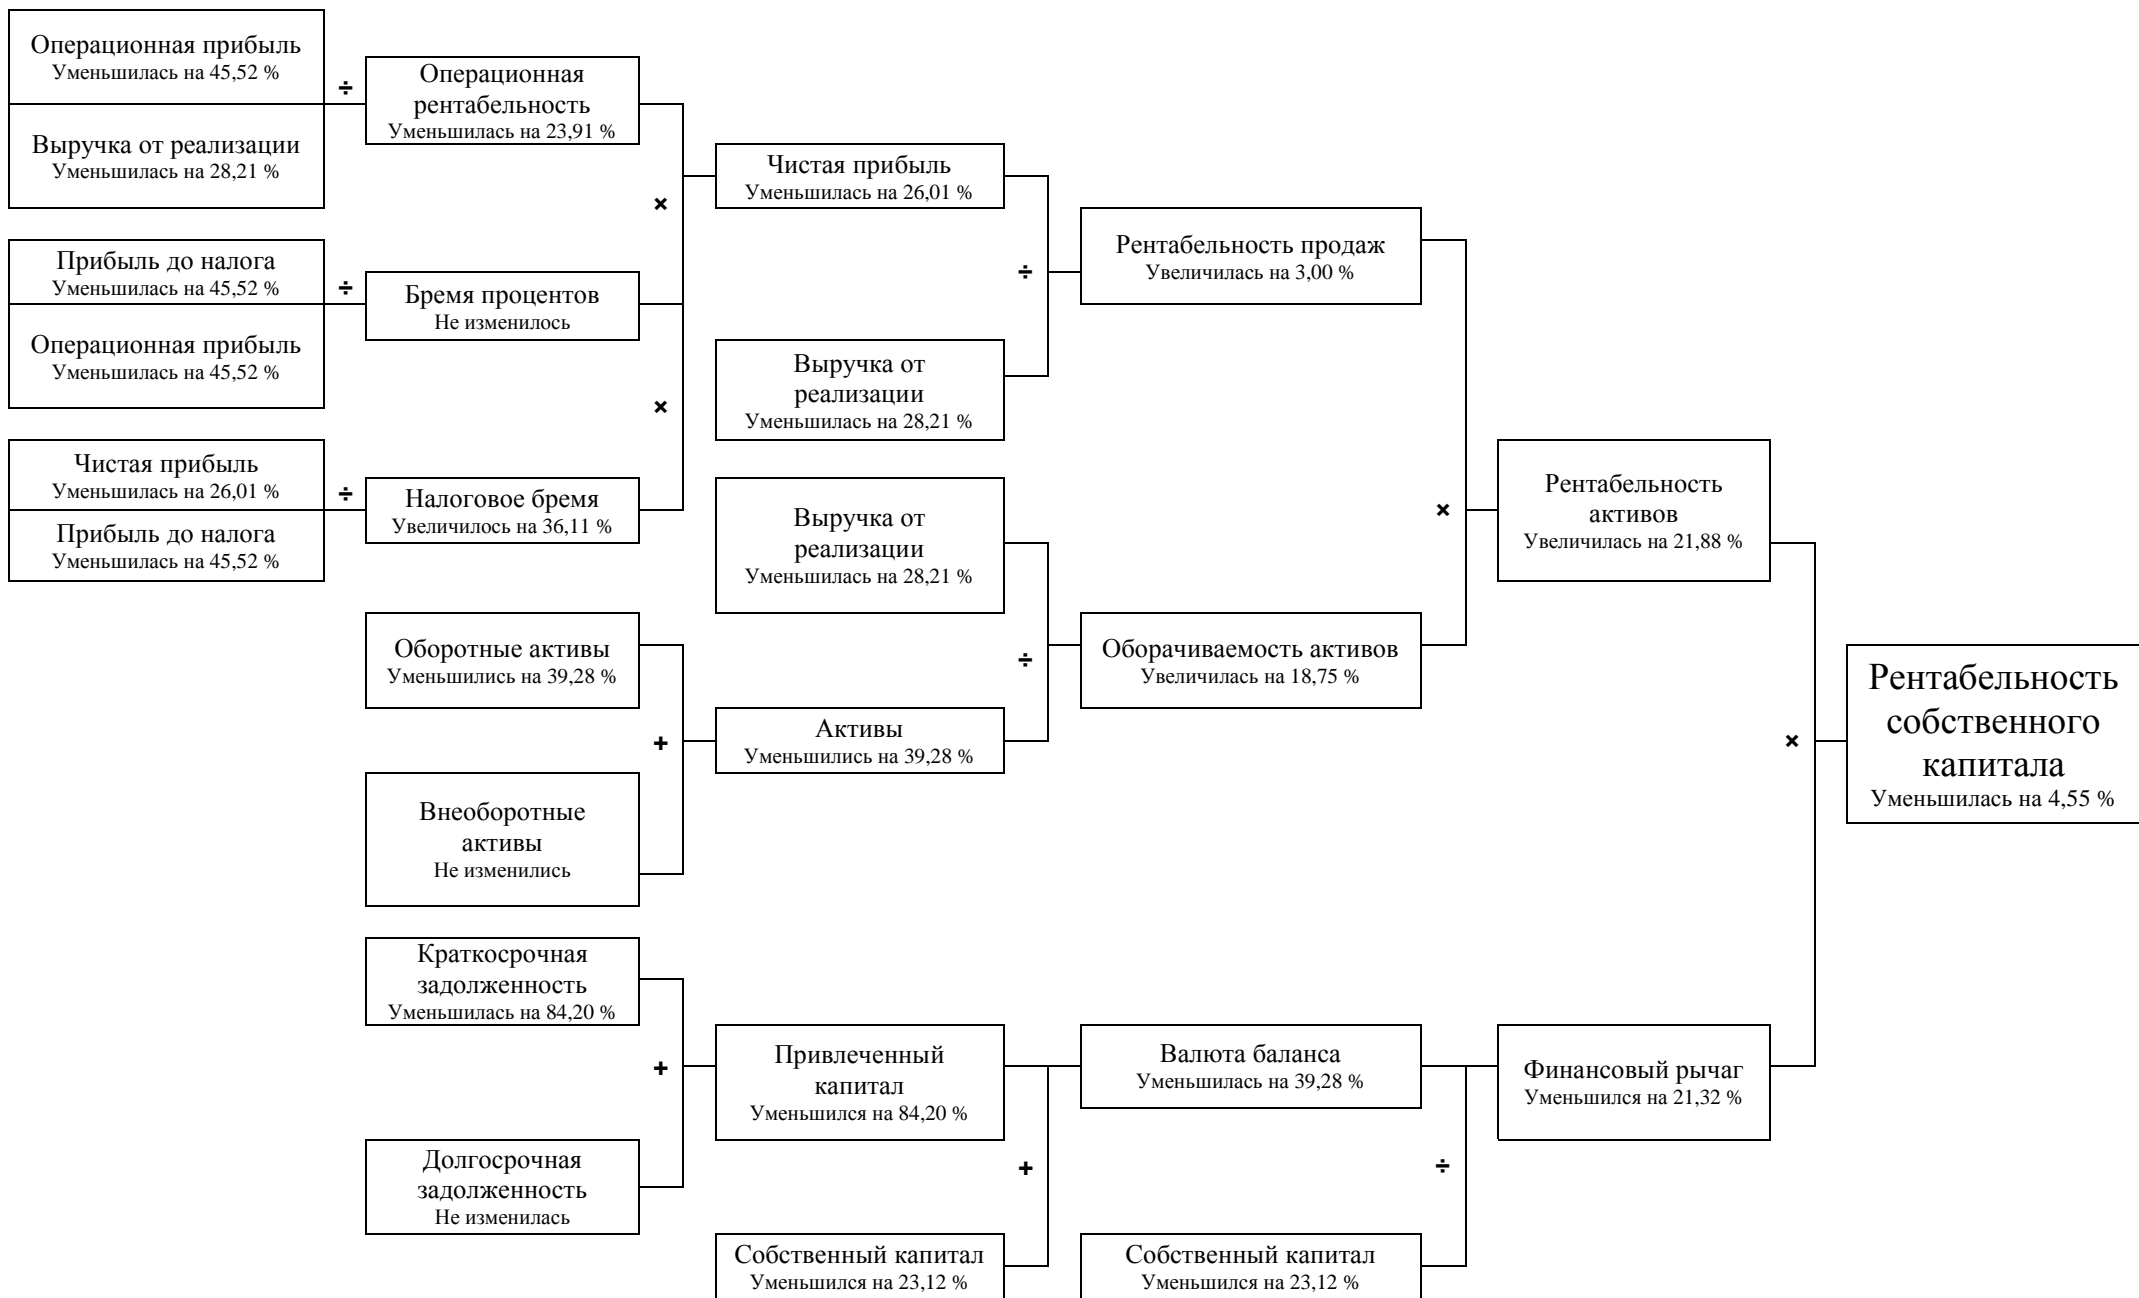 Операционная прибыль
Уменьшилась на 45,52 %
÷
Выручка от реализации
Уменьшилась на 28,21 %
Операционная
рентабельность
Уменьшилась на 23,91 %
×
Прибыль до налога
Уменьшилась на 45,52 %
÷
Операционная прибыль
Уменьшилась на 45,52 %
Бремя процентов
Не изменилось
×
Чистая прибыль
Уменьшилась на 26,01 %
÷
Прибыль до налога
Уменьшилась на 45,52 %
Налоговое бремя
Увеличилось на 36,11 %
Чистая прибыль
Уменьшилась на 26,01 %
÷
Выручка от
реализации
Уменьшилась на 28,21 %
Рентабельность продаж
Увеличилась на 3,00 %
×
Выручка от
реализации
Уменьшилась на 28,21 %
÷
Оборотные активы
Уменьшились на 39,28 %
+
Внеоборотные
активы
Не изменились
Активы
Уменьшились на 39,28 %
Оборачиваемость активов
Увеличилась на 18,75 %
Рентабельность
активов
Увеличилась на 21,88 %
×
Рентабельность
собственного
капитала
Уменьшилась на 4,55 %
Краткосрочная
задолженность
Уменьшилась на 84,20 %
+
Долгосрочная
задолженность
Не изменилась
Привлеченный
капитал
Уменьшился на 84,20 %
+
Собственный капитал
Уменьшился на 23,12 %
Валюта баланса
Уменьшилась на 39,28 %
÷
Собственный капитал
Уменьшился на 23,12 %
Финансовый рычаг
Уменьшился на 21,32 %